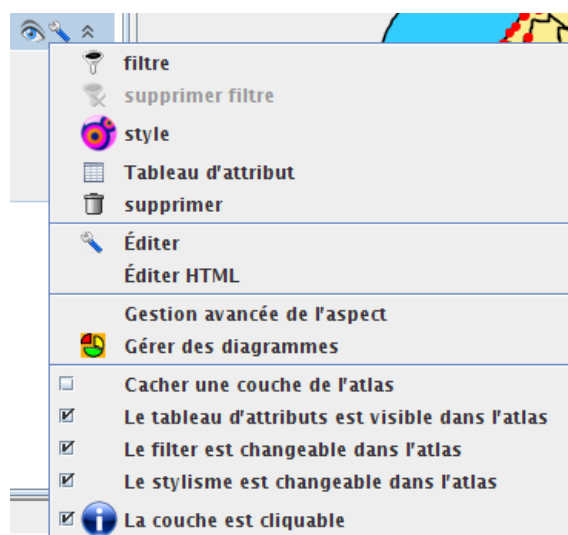 filtre
supprimer filtre
style
Tableau d'attribut
supprimer
Éditer
Éditer HTML
Gestion avancée de l'aspect
Gérer des diagrammes
Cacher une couche de l'atlas
Le tableau d'attributs est visible dans l'atlas
Le filter est changeable dans l'atlas
Le stylisme est changeable dans l'atlas
La couche est cliquable